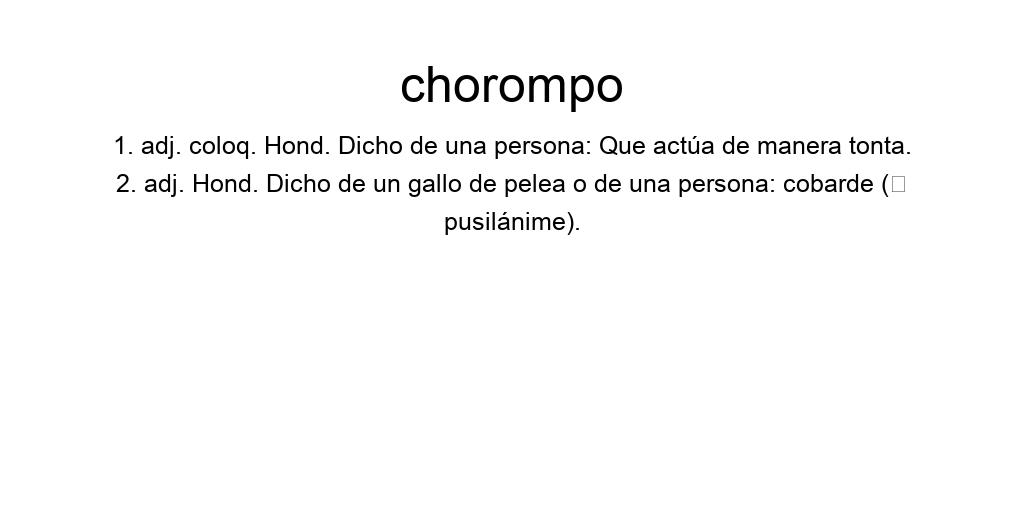 chorompo
1. adj. coloq. Hond. Dicho de una persona: Que actúa de manera tonta.
2. adj. Hond. Dicho de un gallo de pelea o de una persona: cobarde (□
pusilánime).